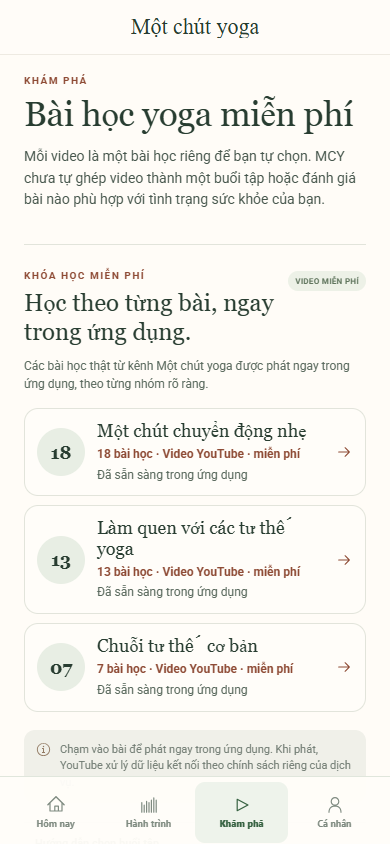 Một chút yoga
KHÁM PHÁ
Bài học yoga miễn phí
Mỗi video là một bài học riêng để bạn tự chọn. MCY
chưa tự ghép video thành một buổi tập hoặc đánh giá
bài nào phù hợp với tình trạng sức khỏe của bạn.
KHÓA HỌC MIỄN PHÍ
VIDEO MIỄN PHÍ
Học theo từng bài, ngay
trong ứng dụng.
Các bài học thật từ kênh Một chút yoga được phát ngay trong
ứng dụng, theo từng nhóm rõ ràng.
18
Một chút chuyển động nhẹ
18 bài học · Video YouTube · miễn phí
Đã sẵn sàng trong ứng dụng
13
Làm quen với các tư thế
yoga
13 bài học · Video YouTube · miễn phí
Đã sẵn sàng trong ứng dụng
07
Chuỗi tư thế cơ bản
7 bài học · Video YouTube · miễn phí
Đã sẵn sàng trong ứng dụng
Chạm vào bài để phát ngay trong ứng dụng. Khi phát,
YouTube xử lý dữ liệu kết nối theo chính sách riêng của dịch
Hôm nay
Hành trình
Khám phá
Cá nhân